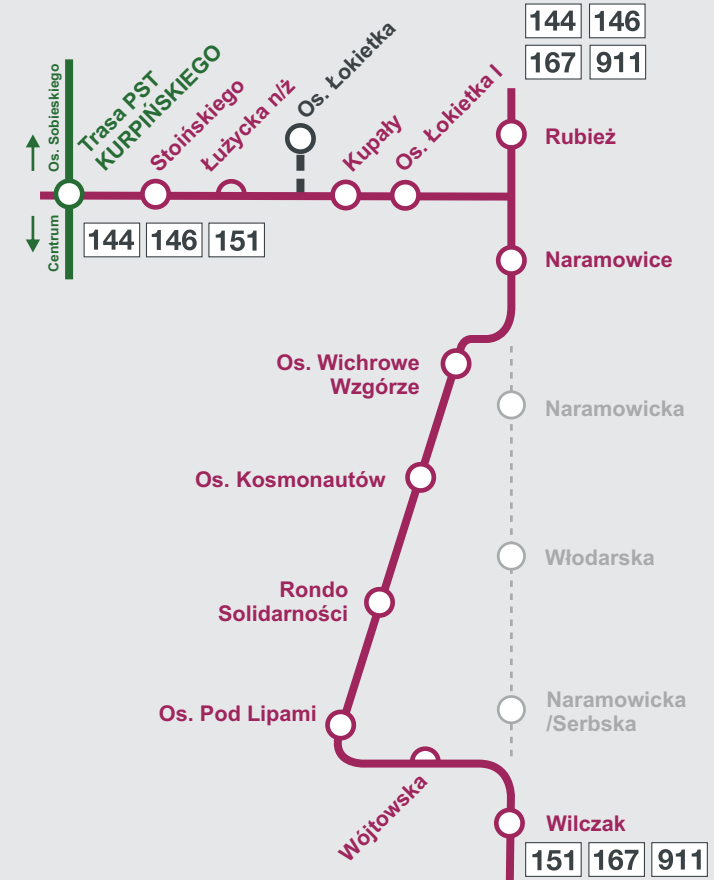 144 146
167 911
Os. Sobieskiego
Centrum
Trasa PST
KURPIŃSKIEGO
Stoińskiego
Łużycka n/ż
Os. Łokietka
Kupały
Os. Łokietka I
Rubież
144 146 151
Naramowice
Os. Wichrowe
Wzgórze
Naramowicka
Os. Kosmonautów
Włodarska
Rondo
Solidarności
Naramowicka
/Serbska
Os. Pod Lipami
Wójtowska
Wilczak
151 167 911